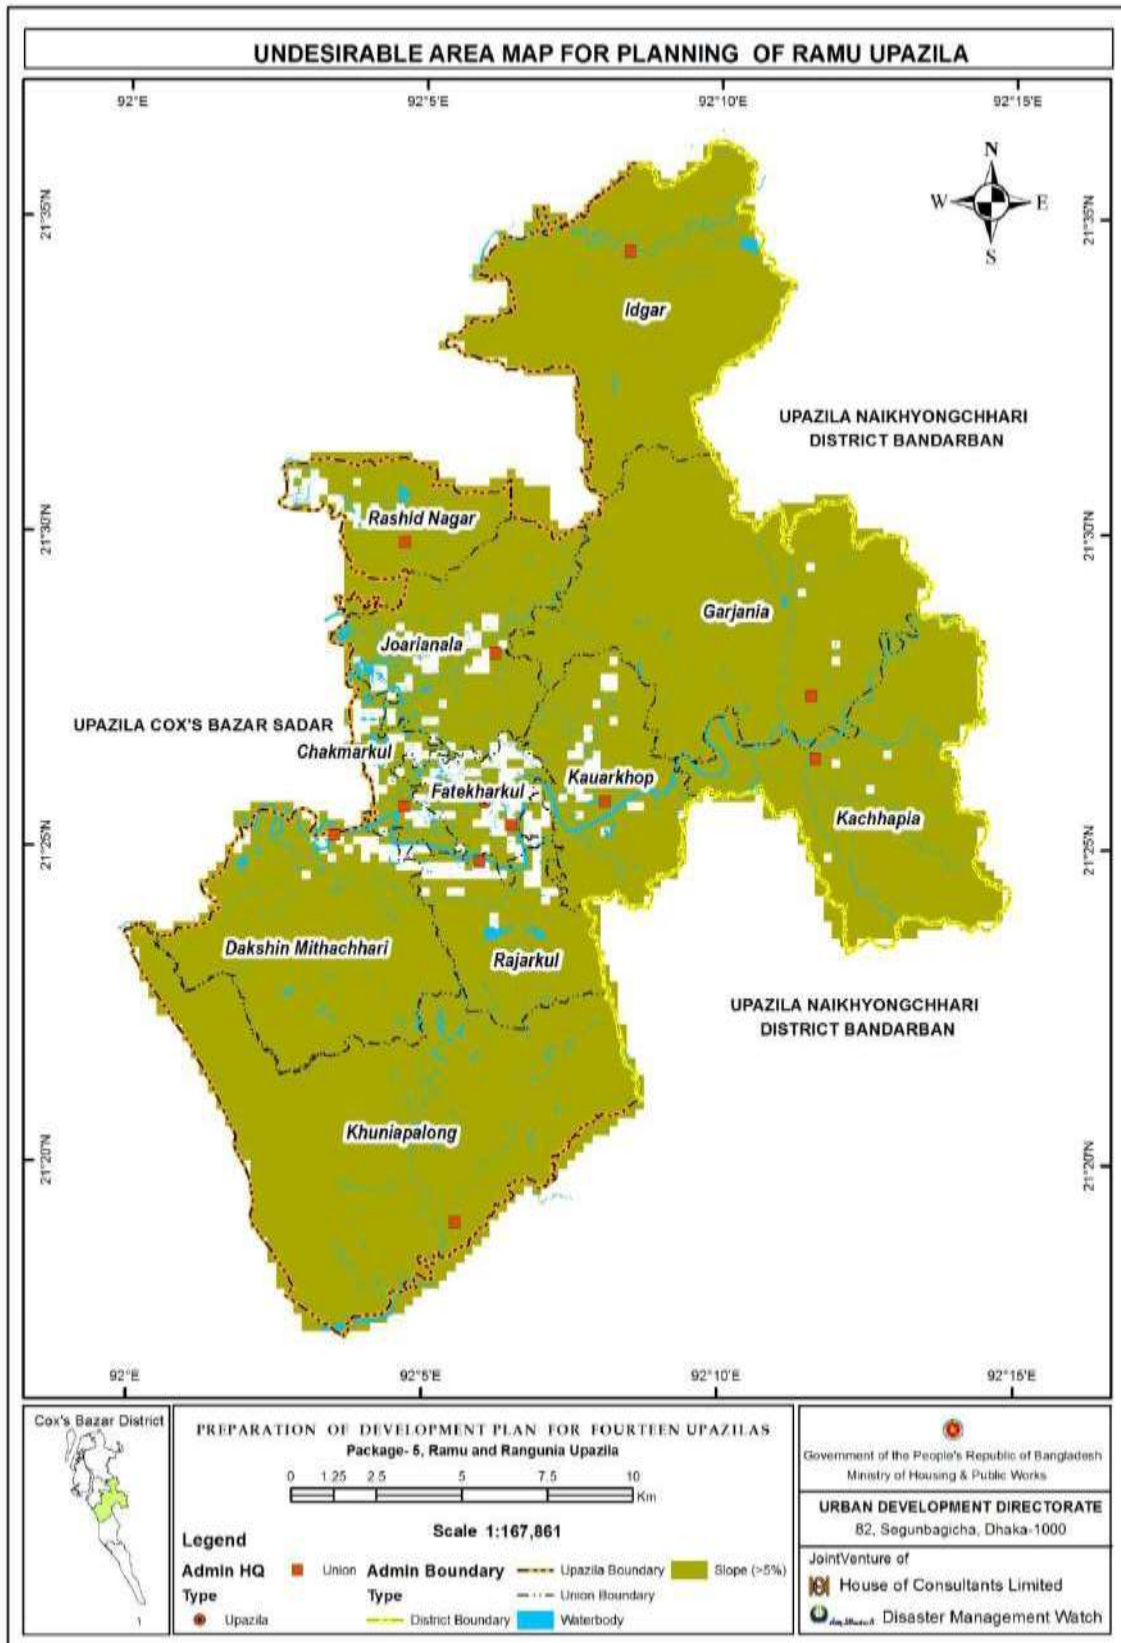 UNDESIRABLE AREA MAP FOR PLANNING OF RAMU UPAZILA
92°E 92°5'E 92°10'E 92°15'E
N
W E
S
21°35'N 21°35'N
Idgar
UPAZILA NAIKHYONGCHHARI
DISTRICT BANDARBAN
Rashid Nagar
21°30'N 21°30'N
Garjania
Joarianala
UPAZILA COX'S BAZAR SADAR
Chakmarkul
Kauarkhop
Fatekharkul
Kachhapia
21°25'N 21°25'N
Dakshin Mithachhari
Rajarkul
UPAZILA NAIKHYONGCHHARI
DISTRICT BANDARBAN
Khuniapalong
21°20'N 21°20'N
92°E 92°5'E 92°10'E 92°15'E
Cox's Bazar District
PREPARATION OF DEVELOPMENT PLAN FOR FOURTEEN UPAZILAS
Package- 5, Ramu and Rangunia Upazila
0 1.25 2.5 5 7.5 10
Km
Scale 1:167,861
Legend
Admin HQ Union Admin Boundary Upazila Boundary Slope (>5%)
Type Type Union Boundary
Upazila District Boundary Waterbody
Government of the People's Republic of Bangladesh
Ministry of Housing & Public Works
URBAN DEVELOPMENT DIRECTORATE
82, Segunbagicha, Dhaka-1000
JointVenture of
House of Consultants Limited
Disaster Management Watch